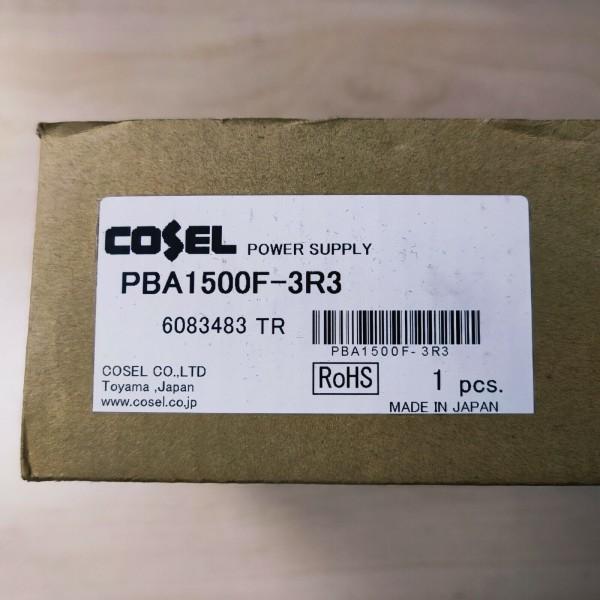 COSEL POWER SUPPLY
PBA1500F-3R3
6083483 TR
PBA1500F-3R3
COSEL CO.,LTD
Toyama ,Japan
www.cosel.co.jp
RoHS
1 pcs.
MADE IN JAPAN